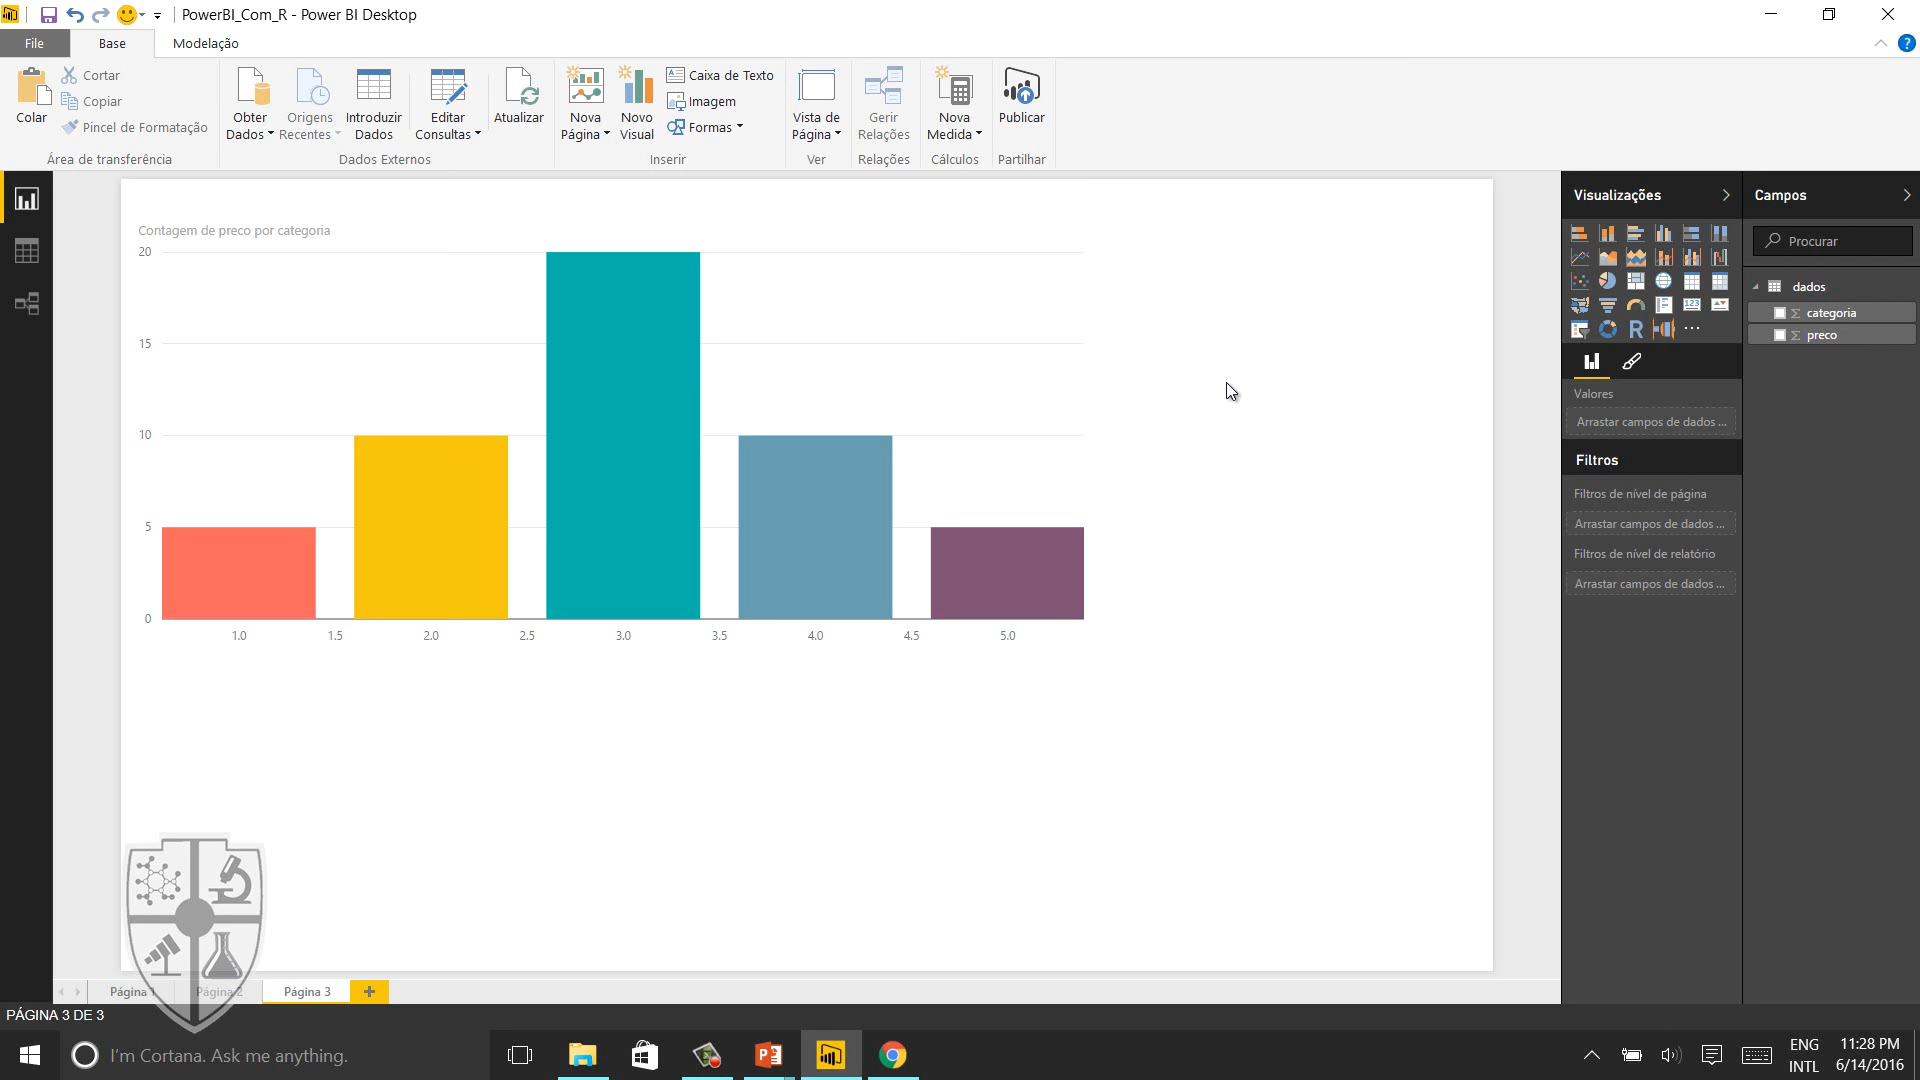 PowerBI_Com_R - Power BI Desktop
File
Base
Modelação
?
Colar
Cortar
Copiar
Pincel de Formatação
Área de transferência
Obter Dados
Origens Recentes
Introduzir Dados
Editar Consultas
Atualizar
Dados Externos
Nova Página
Novo Visual
Caixa de Texto
Imagem
Formas
Inserir
Vista de Página
Ver
Gerir Relações
Relações
Nova Medida
Cálculos
Publicar
Partilhar
Contagem de preco por categoria
20
15
10
5
0
1.0 1.5 2.0 2.5 3.0 3.5 4.0 4.5 5.0
Visualizações
123
R
Valores
Arrastar campos de dados ...
Filtros
Filtros de nível de página
Arrastar campos de dados ...
Filtros de nível de relatório
Arrastar campos de dados ...
Campos
Procurar
dados
Σ categoria
Σ preco
Página 1
Página 2
Página 3
PÁGINA 3 DE 3
I'm Cortana. Ask me anything.
ENG
INTL
11:28 PM
6/14/2016